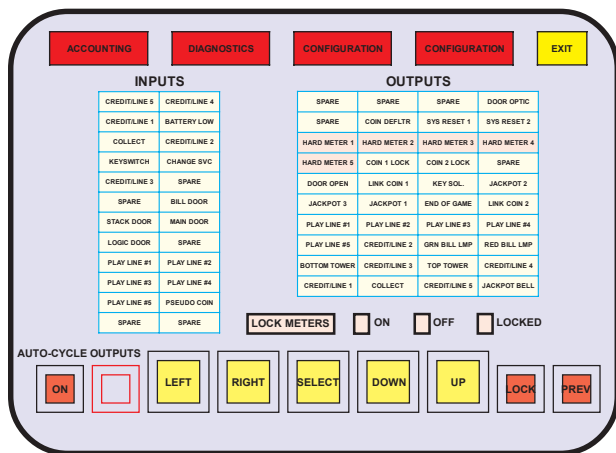 ACCOUNTING DIAGNOSTICS CONFIGURATION CONFIGURATION EXIT
INPUTS OUTPUTS
CREDIT/LINE 5 CREDIT/LINE 4
CREDIT/LINE 1 BATTERY LOW
COLLECT CREDIT/LINE 2
KEYSWITCH CHANGE SVC
CREDIT/LINE 3 SPARE
SPARE BILL DOOR
STACK DOOR MAIN DOOR
LOGIC DOOR SPARE
PLAY LINE #1 PLAY LINE #2
PLAY LINE #3 PLAY LINE #4
PLAY LINE #5 PSEUDO COIN
SPARE SPARE
SPARE SPARE SPARE DOOR OPTIC
SPARE COIN DEFLTR SYS RESET 1 SYS RESET 2
HARD METER 1 HARD METER 2 HARD METER 3 HARD METER 4
HARD METER 5 COIN 1 LOCK COIN 2 LOCK SPARE
DOOR OPEN LINK COIN 1 KEY SOL. JACKPOT 2
JACKPOT 3 JACKPOT 1 END OF GAME LINK COIN 2
PLAY LINE #1 PLAY LINE #2 PLAY LINE #3 PLAY LINE #4
PLAY LINE #5 CREDIT/LINE 2 GRN BILL LMP RED BILL LMP
BOTTOM TOWER CREDIT/LINE 3 TOP TOWER CREDIT/LINE 4
CREDIT/LINE 1 COLLECT CREDIT/LINE 5 JACKPOT BELL
LOCK METERS ON OFF LOCKED
AUTO-CYCLE OUTPUTS
ON LEFT RIGHT SELECT DOWN UP LOCK PREV